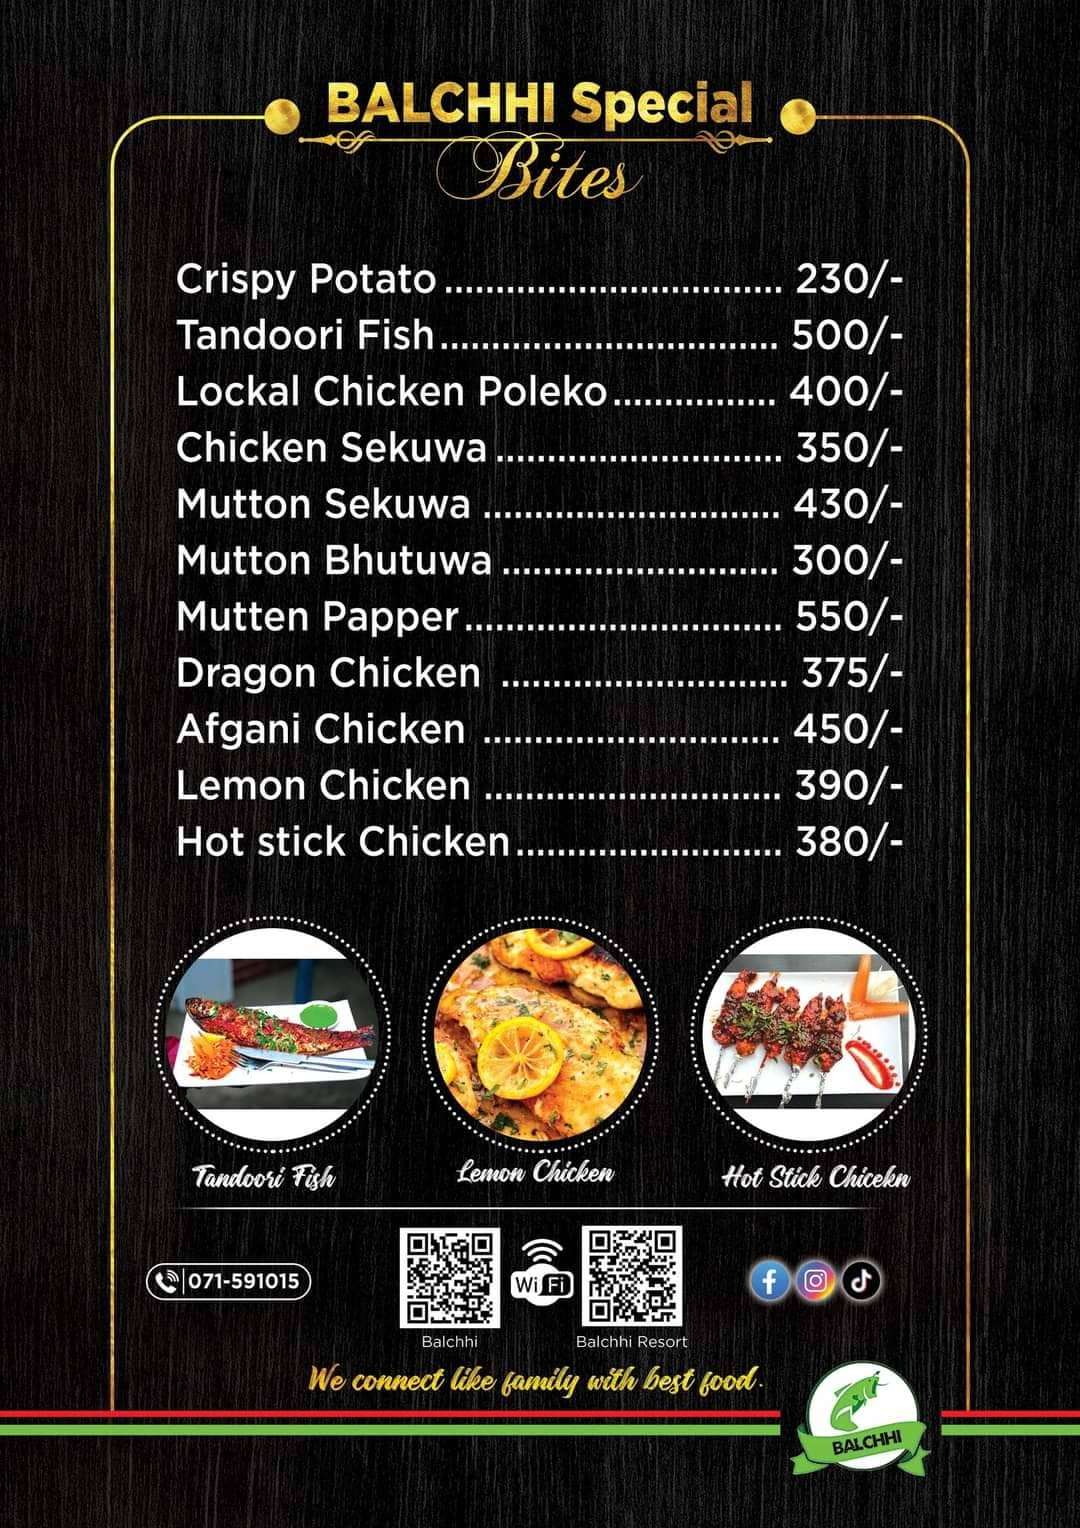 BALCHHI Special
Bites
Crispy Potato ................................. 230/-
Tandoori Fish ................................. 500/-
Lockal Chicken Poleko ................ 400/-
Chicken Sekuwa ............................ 350/-
Mutton Sekuwa ............................. 430/-
Mutton Bhutuwa ........................... 300/-
Mutten Papper ............................... 550/-
Dragon Chicken ............................ 375/-
Afgani Chicken ............................. 450/-
Lemon Chicken ............................. 390/-
Hot stick Chicken .......................... 380/-
Tandoori Fish
Lemon Chicken
Hot Stick Chicekn
071-591015
WiFi
Balchhi
Balchhi Resort
We connect like family with best food.
BALCHHI